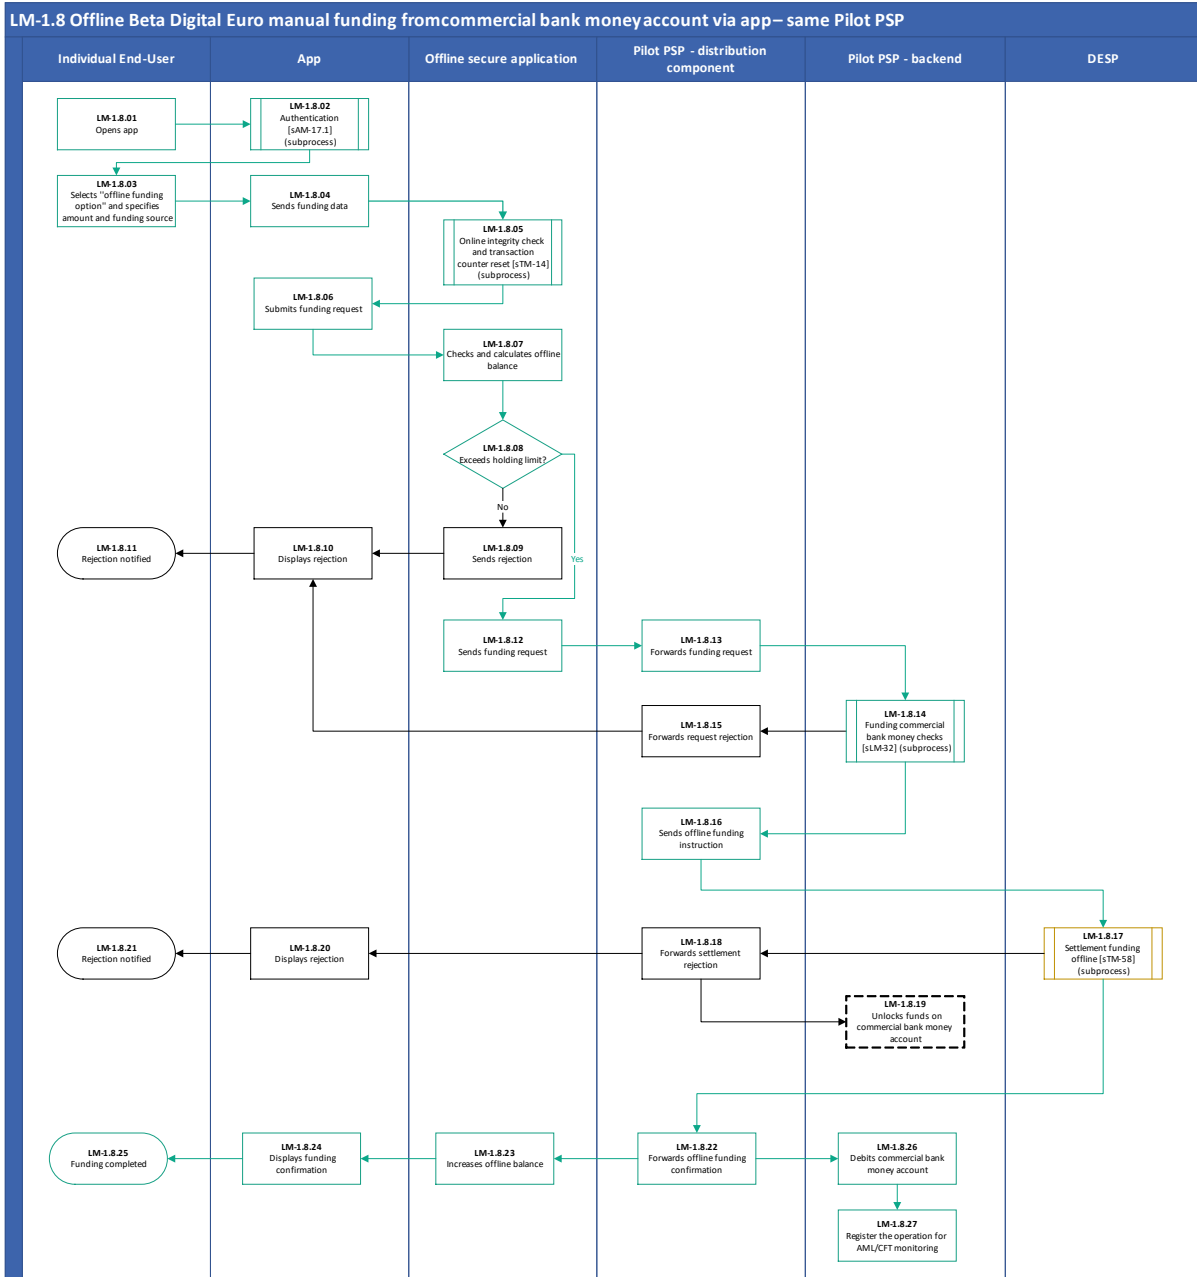 LM-1.8 Offline Beta Digital Euro manual funding fromcommercial bank money account via app – same Pilot PSP
Individual End-User
App
Offline secure application
Pilot PSP - distribution
component
Pilot PSP - backend
DESP
LM-1.8.01
Opens app
LM-1.8.02
Authentication
[sAM-17.1]
(subprocess)
LM-1.8.03
Selects "offline funding
option" and specifies
amount and funding source
LM-1.8.04
Sends funding data
LM-1.8.05
Online integrity check
and transaction
counter reset [sTM-14]
(subprocess)
LM-1.8.06
Submits funding request
LM-1.8.07
Checks and calculates offline
balance
LM-1.8.08
Exceeds holding limit?
No
Yes
LM-1.8.11
Rejection notified
LM-1.8.10
Displays rejection
LM-1.8.09
Sends rejection
LM-1.8.12
Sends funding request
LM-1.8.13
Forwards funding request
LM-1.8.14
Funding commercial
bank money checks
[sLM-32] (subprocess)
LM-1.8.15
Forwards request rejection
LM-1.8.16
Sends offline funding
instruction
LM-1.8.21
Rejection notified
LM-1.8.20
Displays rejection
LM-1.8.18
Forwards settlement
rejection
LM-1.8.17
Settlement funding
offline [sTM-58]
(subprocess)
LM-1.8.19
Unlocks funds on
commercial bank money
account
LM-1.8.25
Funding completed
LM-1.8.24
Displays funding
confirmation
LM-1.8.23
Increases offline balance
LM-1.8.22
Forwards offline funding
confirmation
LM-1.8.26
Debits commercial bank
money account
LM-1.8.27
Register the operation for
AML/CFT monitoring